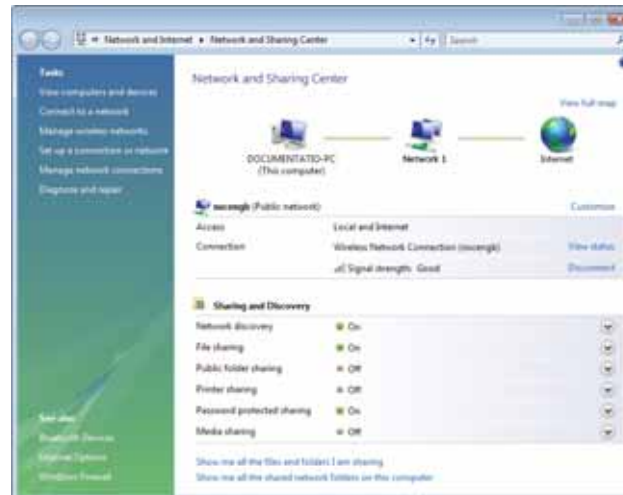 Network and Internet ▸ Network and Sharing Center
Search
Tasks
View computers and devices
Connect to a network
Manage wireless networks
Set up a connection or network
Manage network connections
Diagnose and repair
See also
Bluetooth Devices
Internet Options
Windows Firewall
Network and Sharing Center
View full map
DOCUMENTATIO-PC
(This computer)
Network 1
Internet
(Public network)
Customize
Access
Local and Internet
Connection
Wireless Network Connection
View status
Signal strength: Good
Disconnect
Sharing and Discovery
Network discovery
On
File sharing
On
Public folder sharing
Off
Printer sharing
Off
Password protected sharing
On
Media sharing
Off
Show me all the files and folders I am sharing
Show me all the shared network folders on this computer